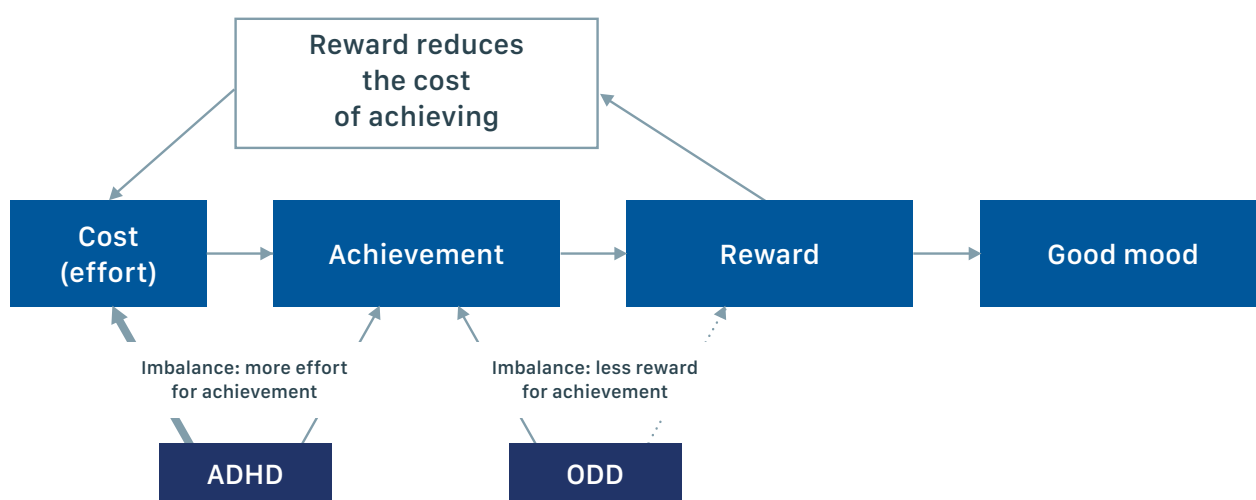 Reward reduces
the cost
of achieving
Cost
(effort)
Achievement
Reward
Good mood
Imbalance: more effort
for achievement
Imbalance: less reward
for achievement
ADHD
ODD